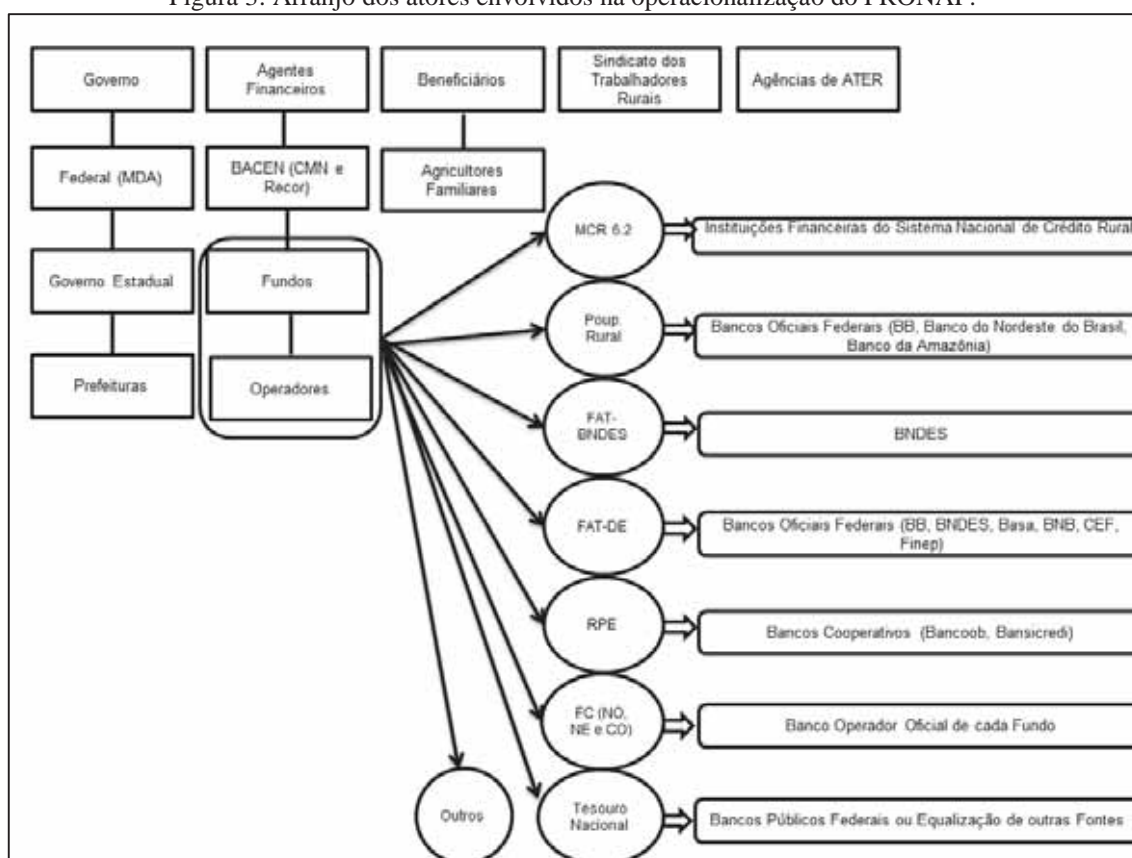 Figura 3: Arranjo dos atores envolvidos na operacionalização do PRONAF.
Governo
Agentes
Financeiros
Beneficiários
Sindicato dos
Trabalhadores
Rurais
Agências de ATER
Federal (MDA)
BACEN (CMN e
Recor)
Agricultores
Familiares
Governo Estadual
Fundos
Prefeituras
Operadores
MCR 6.2
Instituições Financeiras do Sistema Nacional de Crédito Rural
Poup.
Rural
Bancos Oficiais Federais (BB, Banco do Nordeste do Brasil,
Banco da Amazônia)
FAT-
BNDES
BNDES
FAT-DE
Bancos Oficiais Federais (BB, BNDES, Basa, BNB, CEF,
Finep)
RPE
Bancos Cooperativos (Bancoob, Bansicredi)
FC (NO,
NE e CO)
Banco Operador Oficial de cada Fundo
Outros
Tesouro
Nacional
Bancos Públicos Federais ou Equalização de outras Fontes